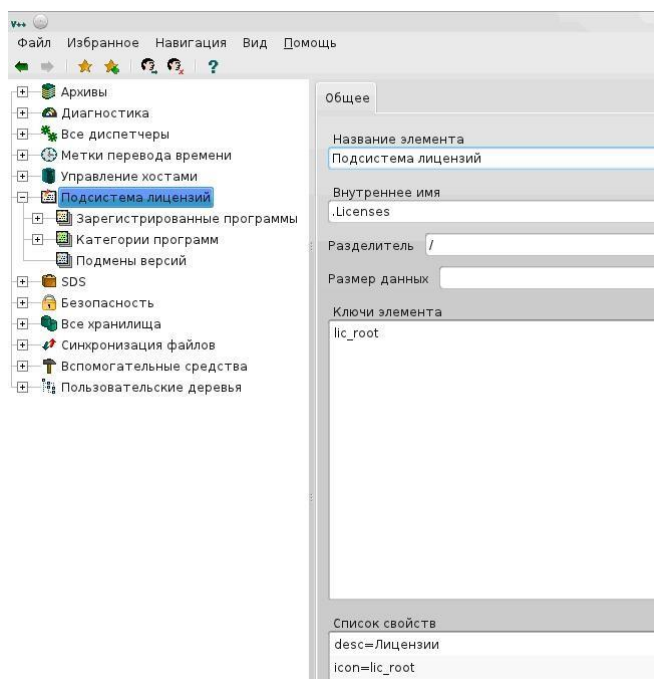 V++
Файл Избранное Навигация Вид Помощь
?
Архивы
Диагностика
Все диспетчеры
Метки перевода времени
Управление хостами
Подсистема лицензий
Зарегистрированные программы
Категории программ
Подмены версий
SDS
Безопасность
Все хранилища
Синхронизация файлов
Вспомогательные средства
Пользовательские деревья
Общее
Название элемента
Подсистема лицензий
Внутреннее имя
.Licenses
Разделитель /
Размер данных
Ключи элемента
lic_root
Список свойств
desc=Лицензии
icon=lic_root